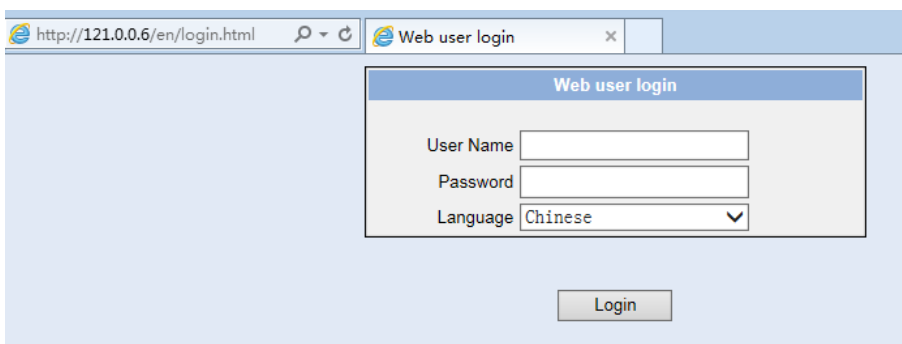 http://121.0.0.6/en/login.html
Web user login
Web user login
User Name
Password
Language Chinese
Login